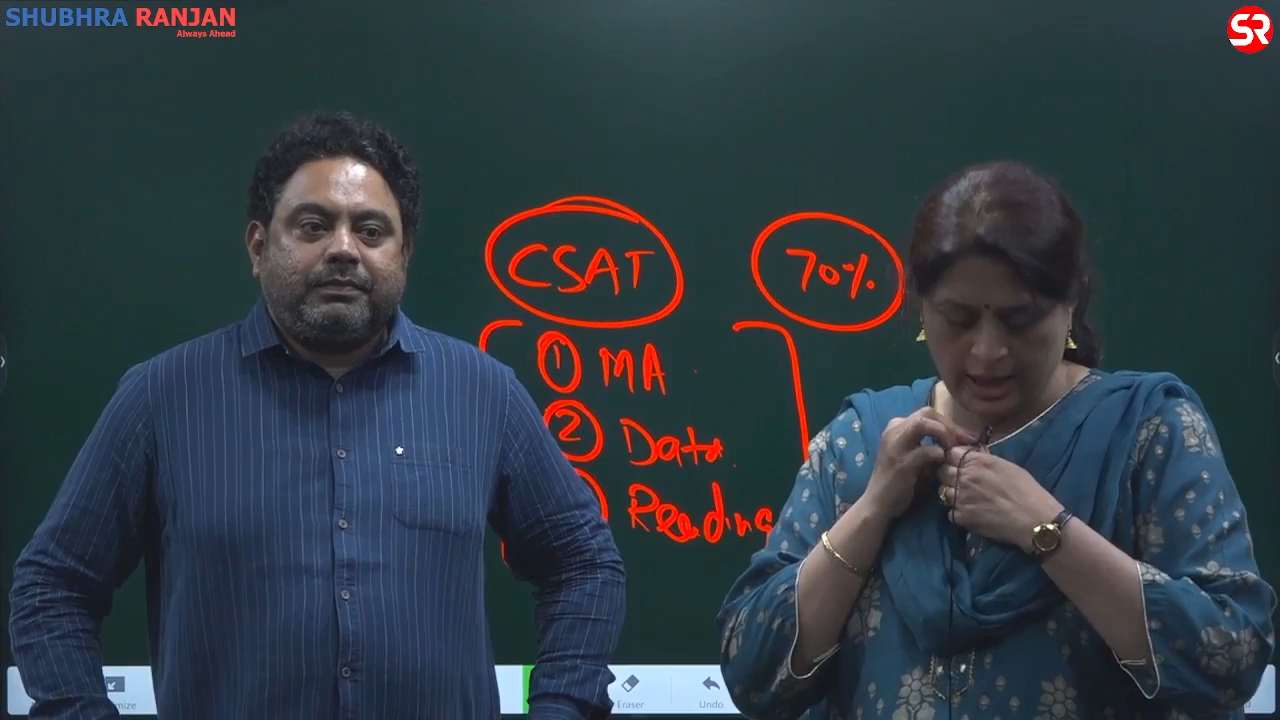 SHUBHRA RANJAN
Always Ahead
SR
CSAT 70%
1 MA
2 Data
Reading
Eraser Undo